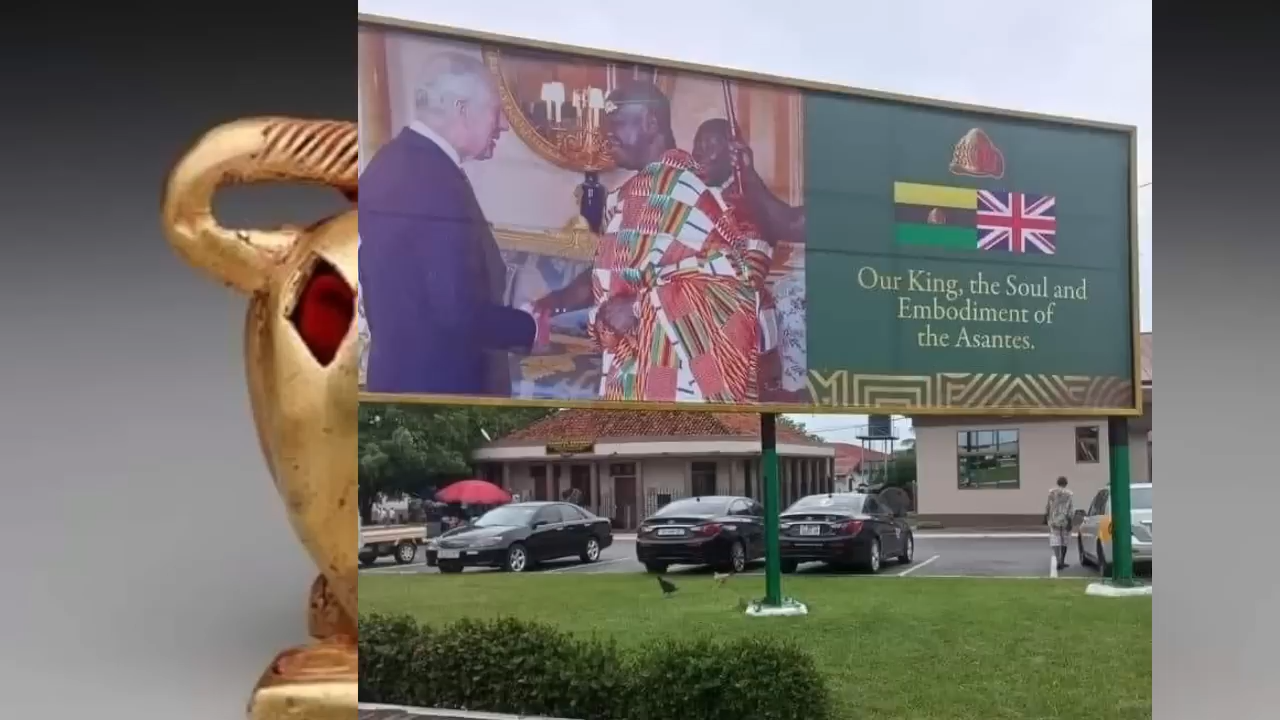 Our King, the Soul and
Embodiment of
the Asantes.